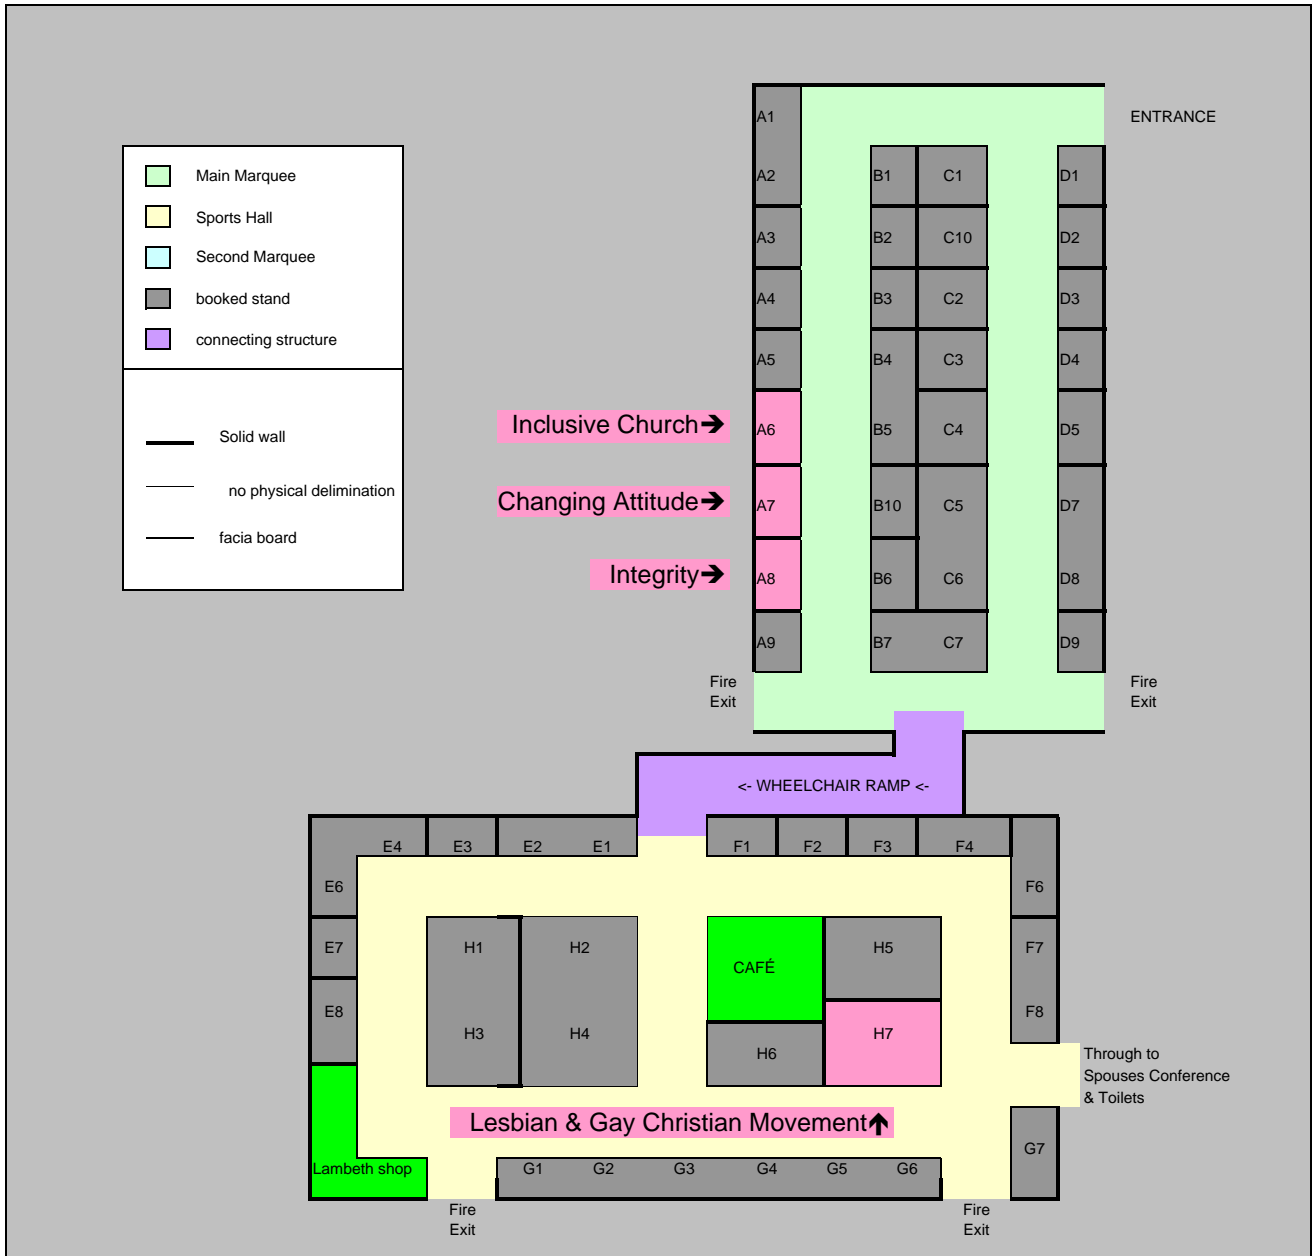 ENTRANCE
Main Marquee
Sports Hall
Second Marquee
booked stand
connecting structure
Solid wall
no physical delimination
facia board
A1
A2 B1 C1 D1
A3 B2 C10 D2
A4 B3 C2 D3
A5 B4 C3 D4
Inclusive Church➔ A6 B5 C4 D5
Changing Attitude➔ A7 B10 C5 D7
Integrity➔ A8 B6 C6 D8
A9 B7 C7 D9
Fire
Exit
Fire
Exit
<- WHEELCHAIR RAMP <-
E4 E3 E2 E1 F1 F2 F3 F4
E6 F6
E7 H1 H2 CAFÉ H5 F7
E8 H3 H4 H6 H7 F8
Through to
Spouses Conference
& Toilets
Lesbian & Gay Christian Movement🡩
G7
Lambeth shop G1 G2 G3 G4 G5 G6
Fire
Exit
Fire
Exit